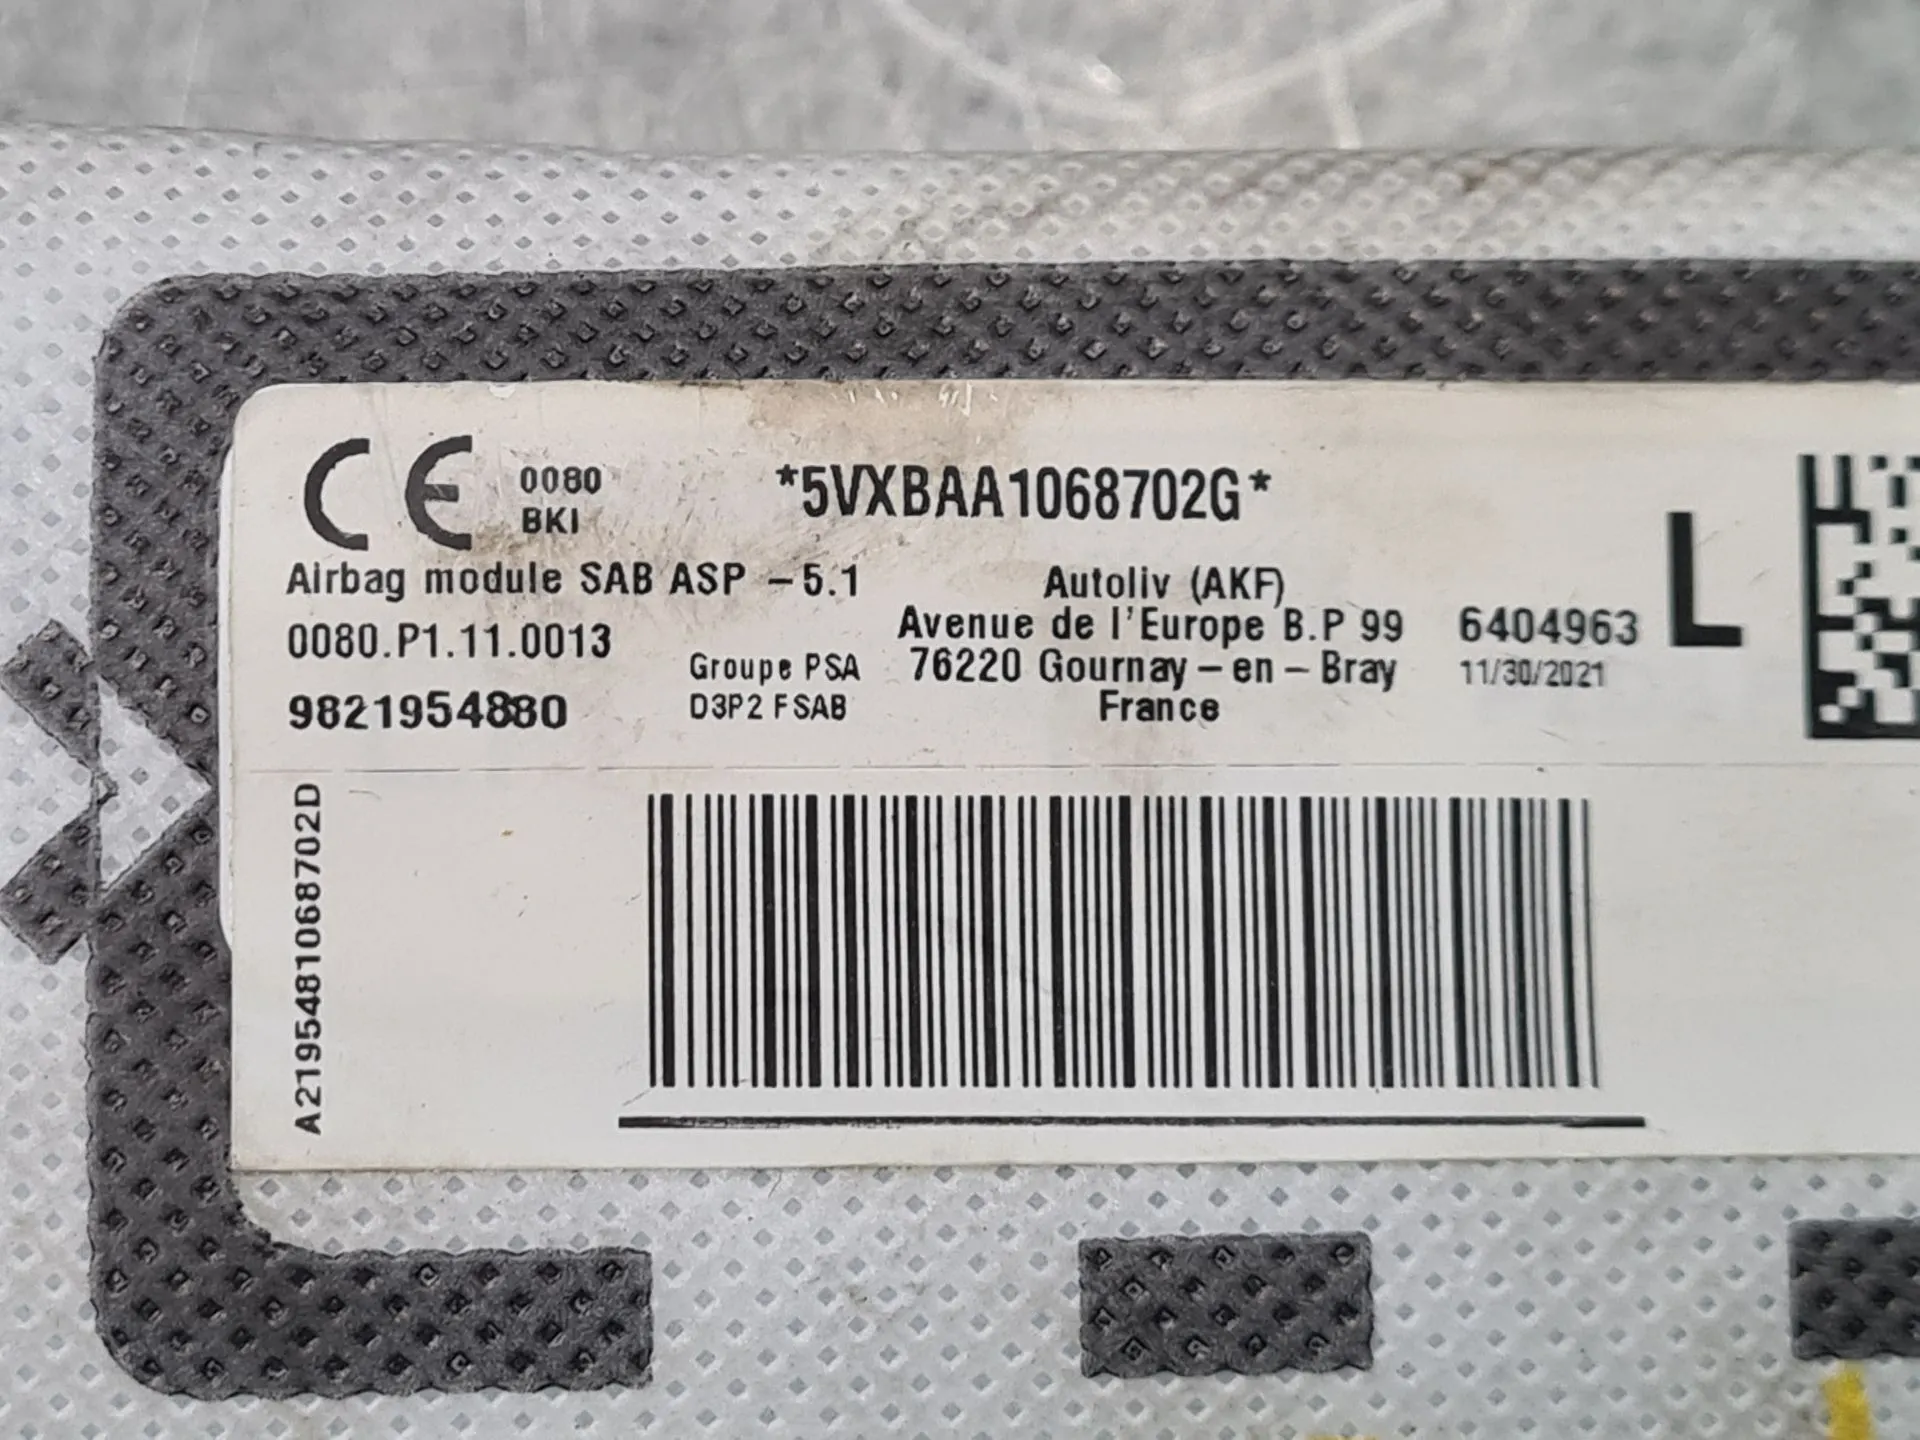 CE 0080
BKI
*5VXBAA1068702G*
Airbag module SAB ASP - 5.1
0080.P1.11.0013
Groupe PSA
D3P2 FSAB
Autoliv (AKF)
Avenue de l'Europe B.P 99
76220 Gournay - en - Bray
France
6404963
11/30/2021
L
A2195481068702D